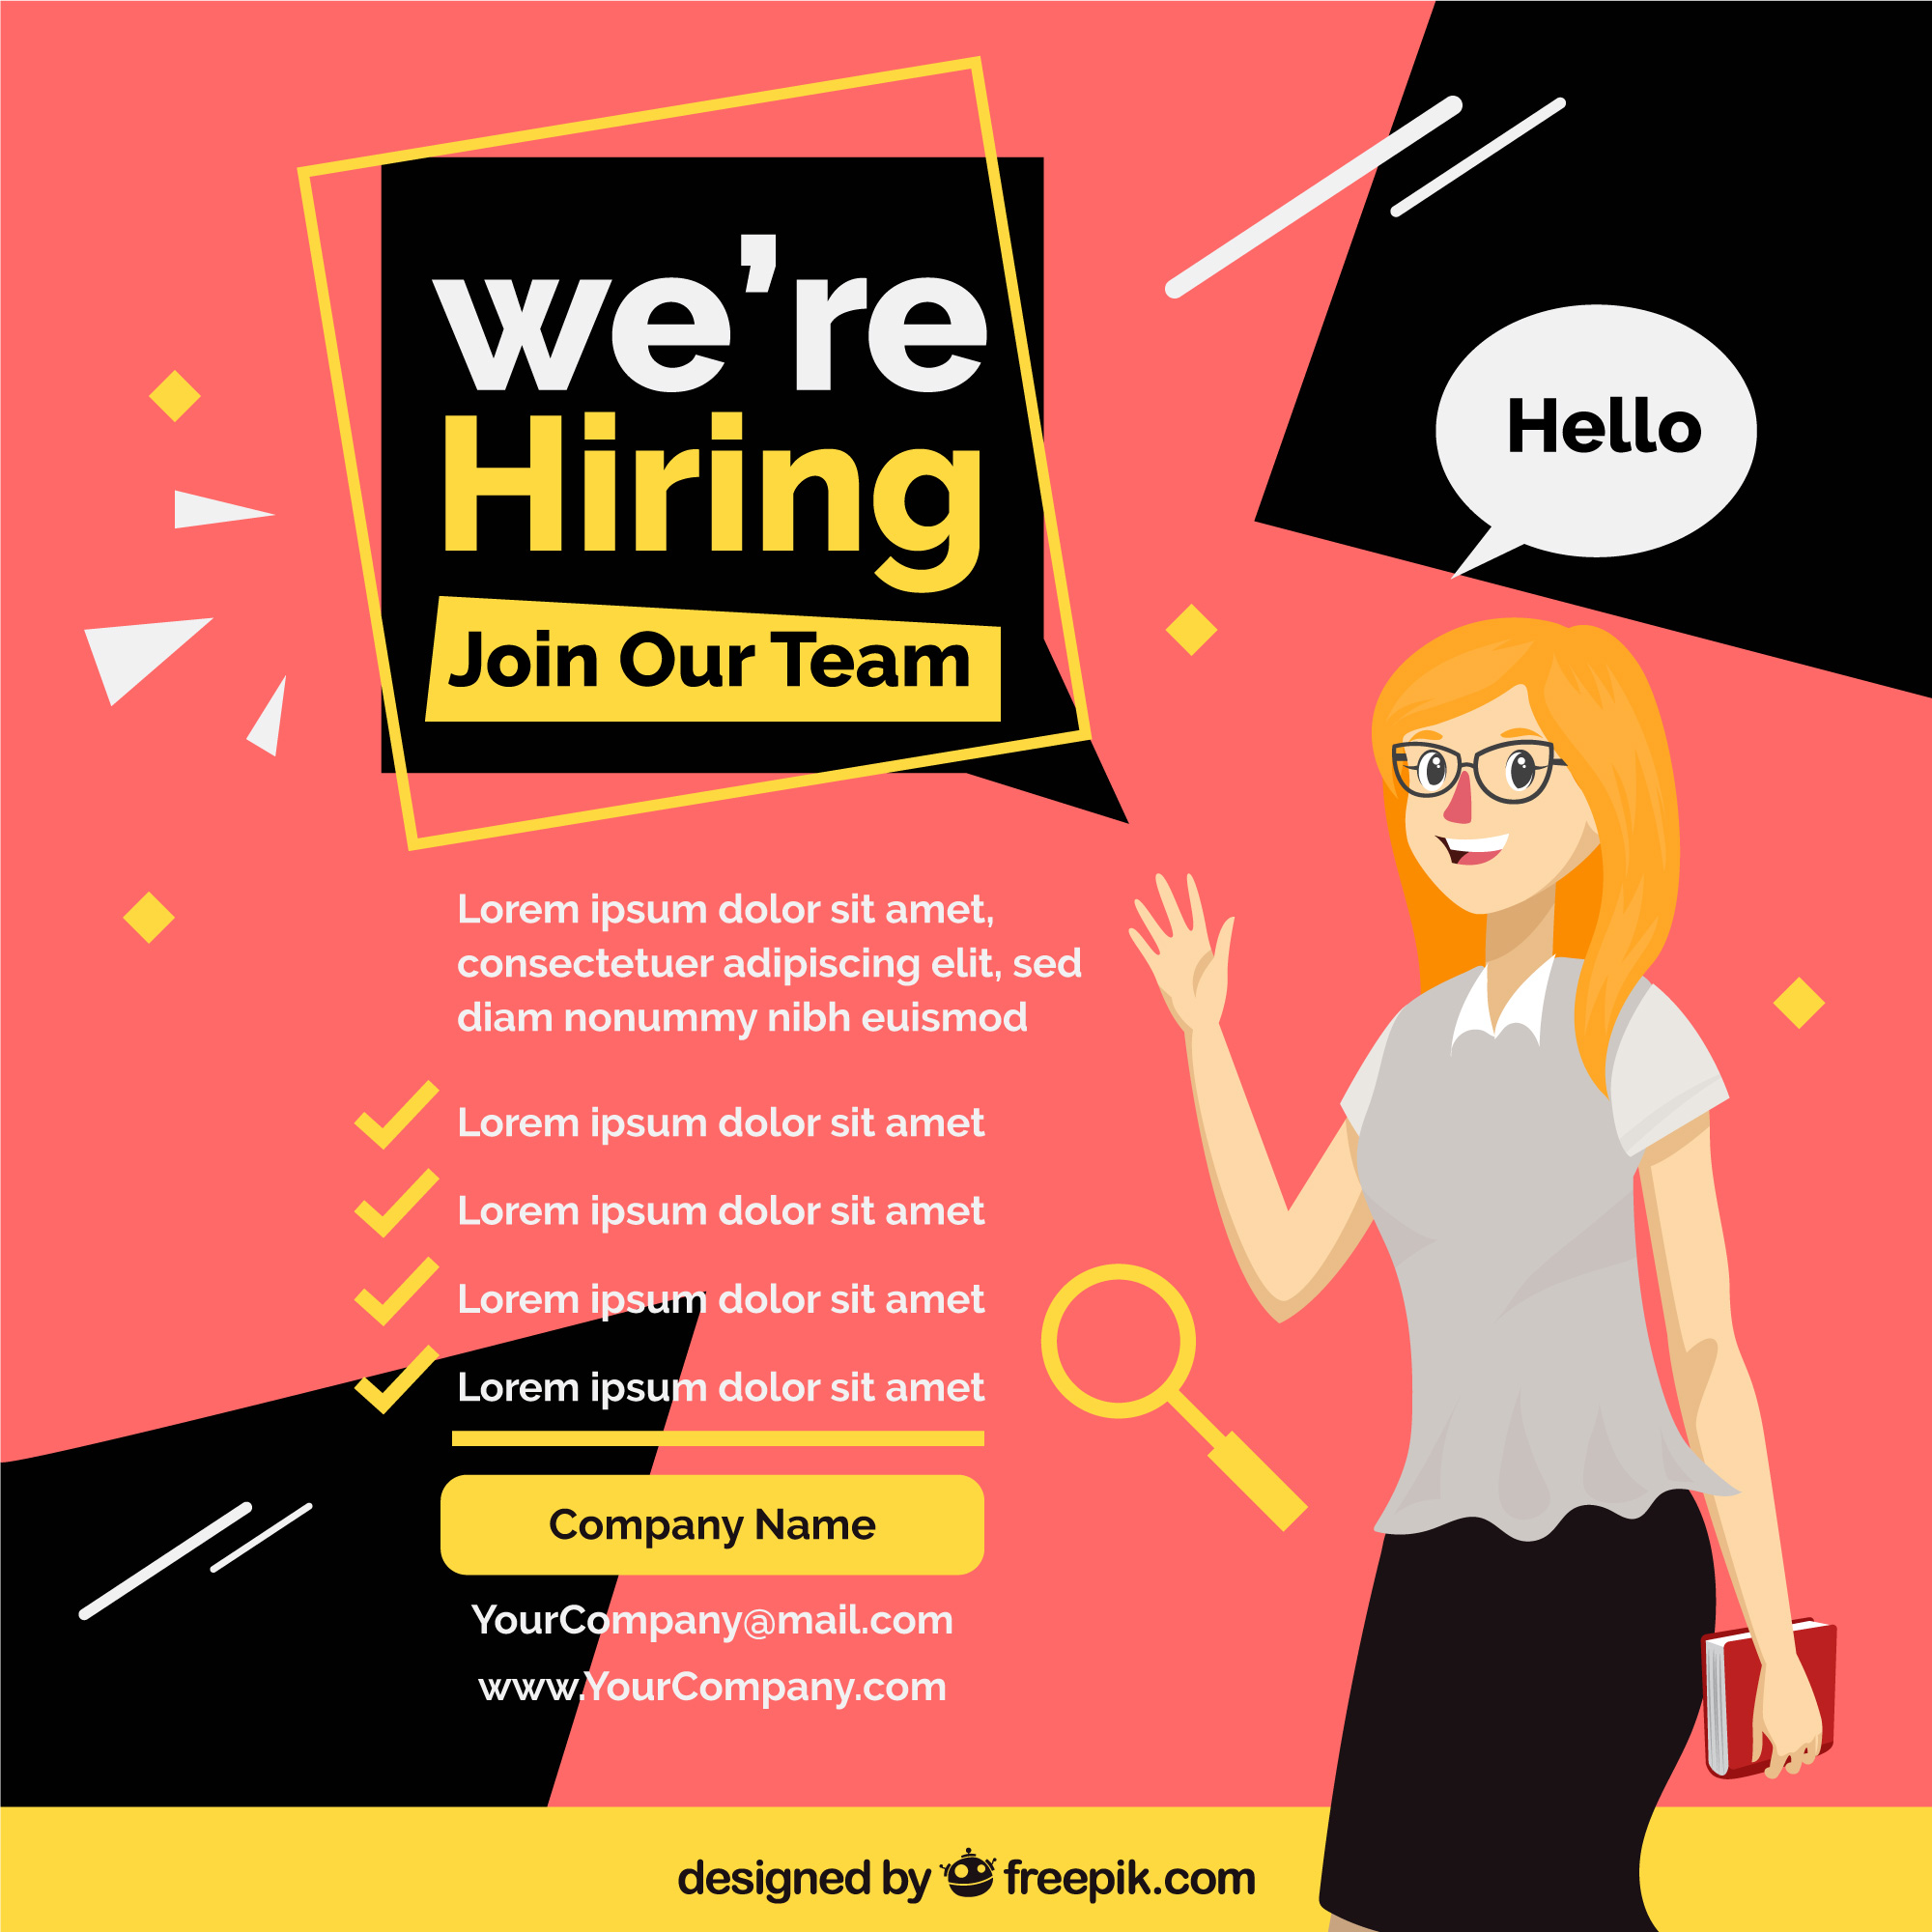 we're
Hiring
Join Our Team
Hello
Lorem ipsum dolor sit amet,
consectetuer adipiscing elit, sed
diam nonummy nibh euismod
Lorem ipsum dolor sit amet
Lorem ipsum dolor sit amet
Lorem ipsum dolor sit amet
Lorem ipsum dolor sit amet
Company Name
YourCompany@mail.com
www.YourCompany.com
designed by freepik.com